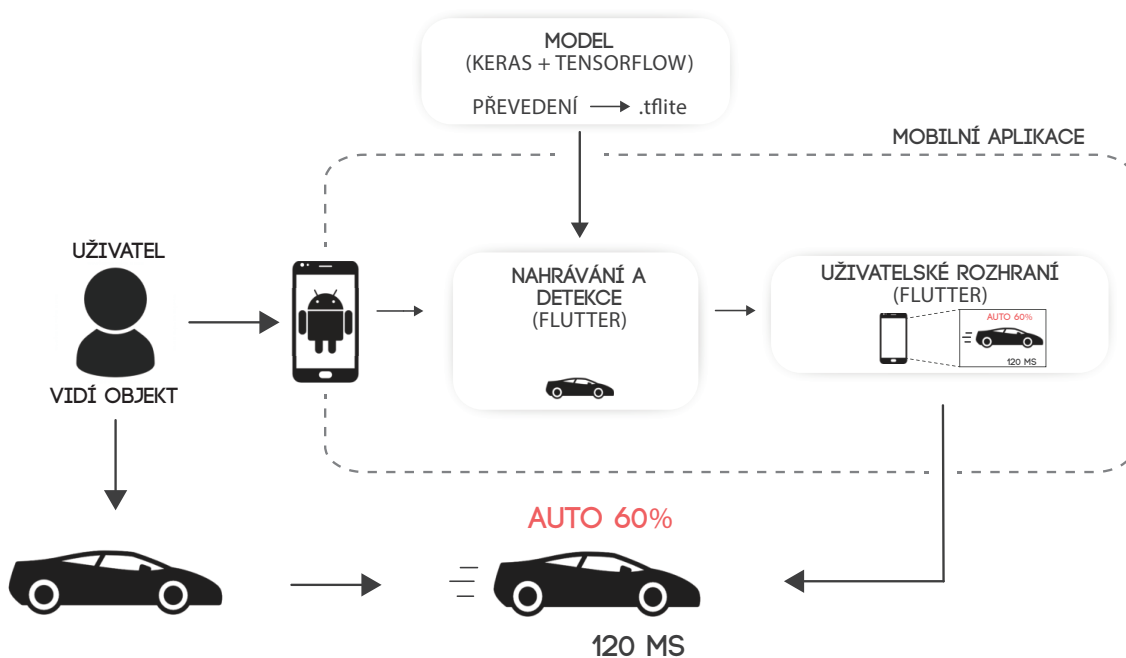 MODEL
(KERAS + TENSORFLOW)
PŘEVEDENÍ → .tflite
MOBILNÍ APLIKACE
UŽIVATEL
VIDÍ OBJEKT
NAHRÁVÁNÍ A
DETEKCE
(FLUTTER)
UŽIVATELSKÉ ROZHRANÍ
(FLUTTER)
AUTO 60%
120 MS
AUTO 60%
120 MS